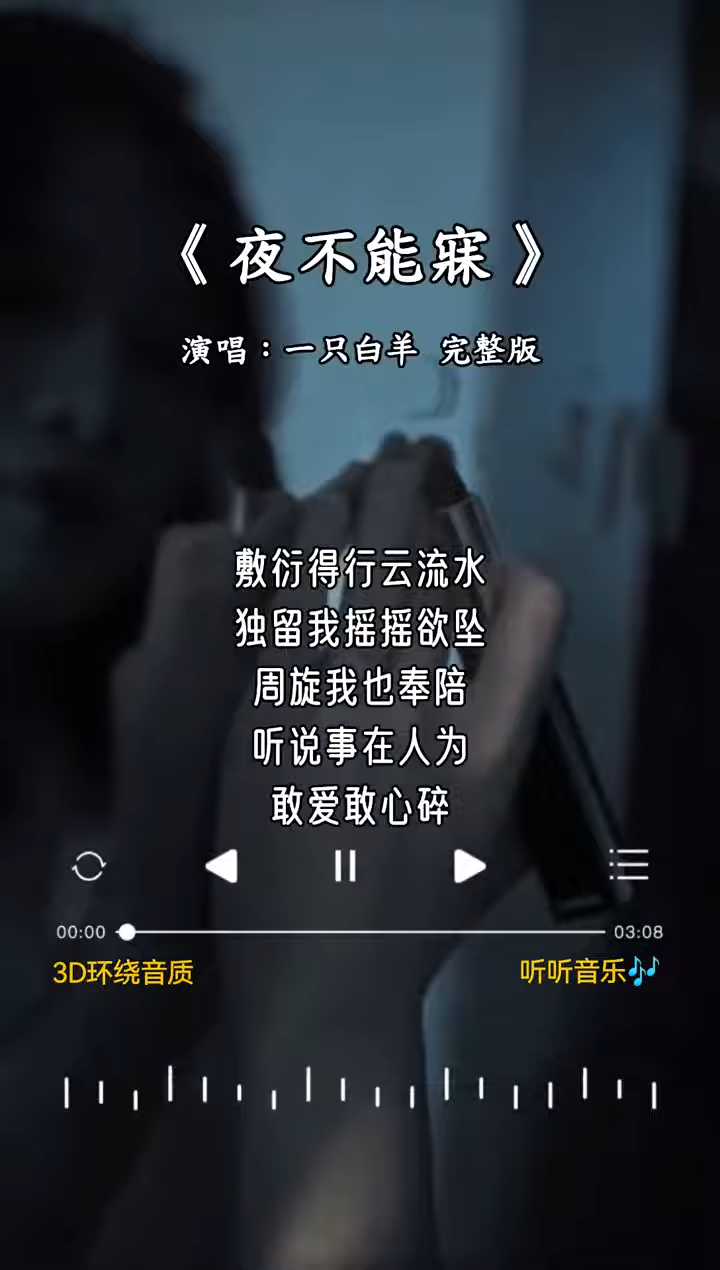 《夜不能寐》
演唱：一只白羊 完整版
敷衍得行云流水
独留我摇摇欲坠
周旋我也奉陪
听说事在人为
敢爱敢心碎
00:00 03:08
3D环绕音质 听听音乐🎶